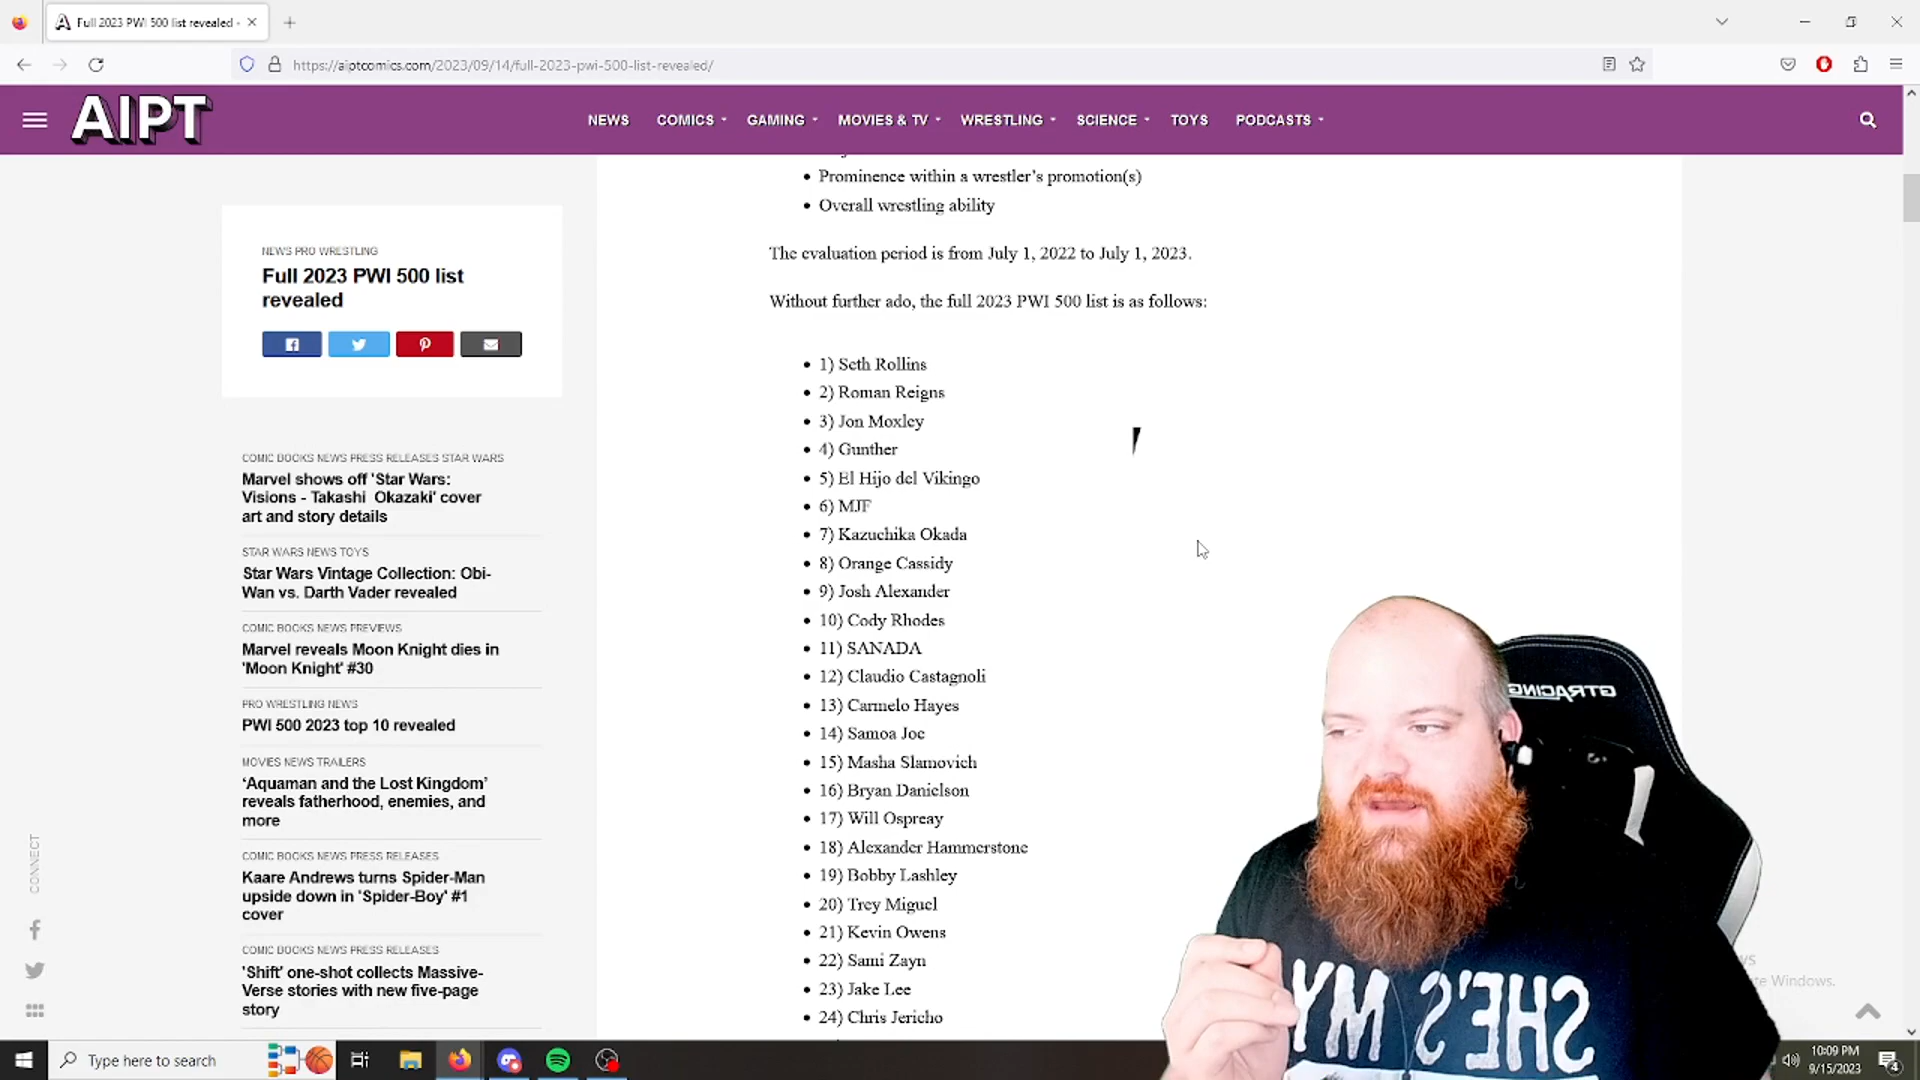 Full 2023 PWI 500 list revealed -
https://aiptcomics.com/2023/09/14/full-2023-pwi-500-list-revealed/
AIPT
NEWS COMICS GAMING MOVIES & TV WRESTLING SCIENCE TOYS PODCASTS
NEWS PRO WRESTLING
Full 2023 PWI 500 list
revealed
COMIC BOOKS NEWS PRESS RELEASES STAR WARS
Marvel shows off 'Star Wars:
Visions - Takashi Okazaki' cover
art and story details
STAR WARS NEWS TOYS
Star Wars Vintage Collection: Obi-
Wan vs. Darth Vader revealed
COMIC BOOKS NEWS PREVIEWS
Marvel reveals Moon Knight dies in
'Moon Knight' #30
PRO WRESTLING NEWS
PWI 500 2023 top 10 revealed
MOVIES NEWS TRAILERS
‘Aquaman and the Lost Kingdom’
reveals fatherhood, enemies, and
more
COMIC BOOKS NEWS PRESS RELEASES
Kaare Andrews turns Spider-Man
upside down in 'Spider-Boy' #1
cover
COMIC BOOKS NEWS PRESS RELEASES
'Shift' one-shot collects Massive-
Verse stories with new five-page
story
CONNECT
• Prominence within a wrestler’s promotion(s)
• Overall wrestling ability
The evaluation period is from July 1, 2022 to July 1, 2023.
Without further ado, the full 2023 PWI 500 list is as follows:
• 1) Seth Rollins
• 2) Roman Reigns
• 3) Jon Moxley
• 4) Gunther
• 5) El Hijo del Vikingo
• 6) MJF
• 7) Kazuchika Okada
• 8) Orange Cassidy
• 9) Josh Alexander
• 10) Cody Rhodes
• 11) SANADA
• 12) Claudio Castagnoli
• 13) Carmelo Hayes
• 14) Samoa Joe
• 15) Masha Slamovich
• 16) Bryan Danielson
• 17) Will Ospreay
• 18) Alexander Hammerstone
• 19) Bobby Lashley
• 20) Trey Miguel
• 21) Kevin Owens
• 22) Sami Zayn
• 23) Jake Lee
• 24) Chris Jericho
GTRACING
SHE'S MY
Windows.
Type here to search
10:09 PM
9/15/2023
4